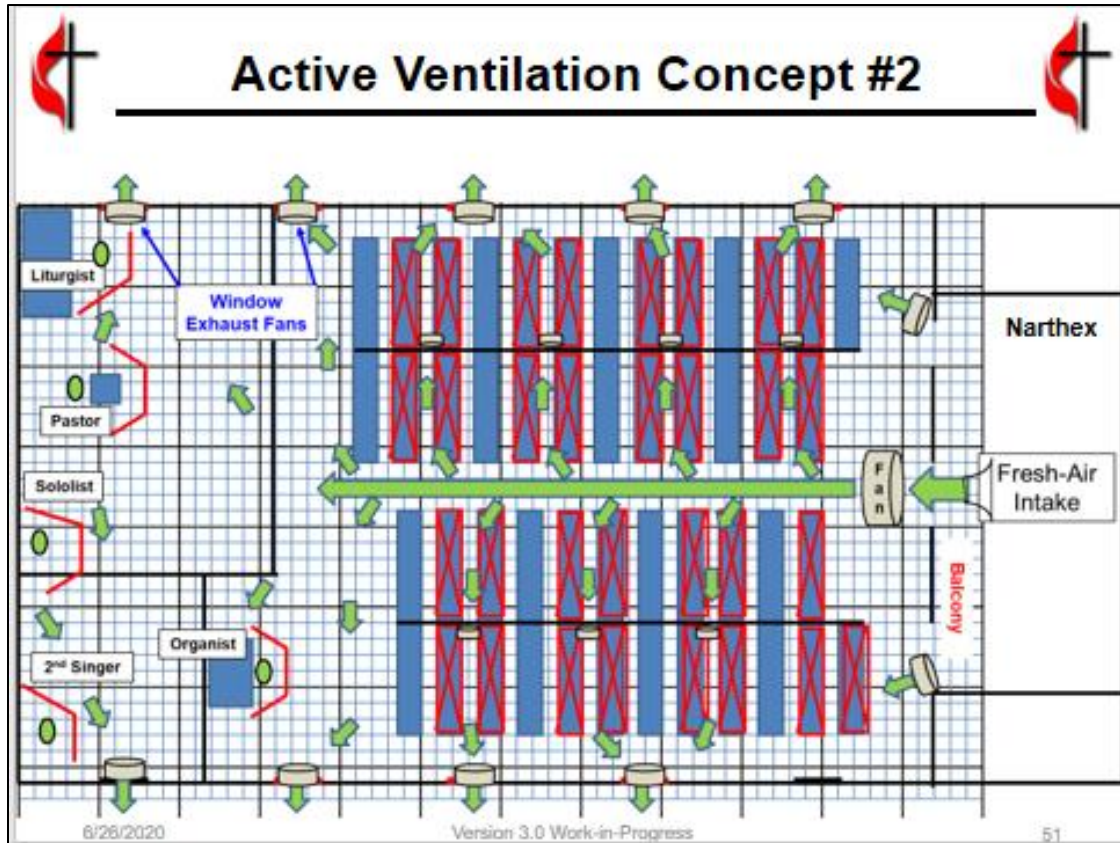 Active Ventilation Concept #2
Liturgist
Window
Exhaust Fans
Narthex
Pastor
Sololist
Fan
Fresh-Air
Intake
Balcony
Organist
2nd Singer
6/26/2020
Version 3.0 Work-in-Progress
51